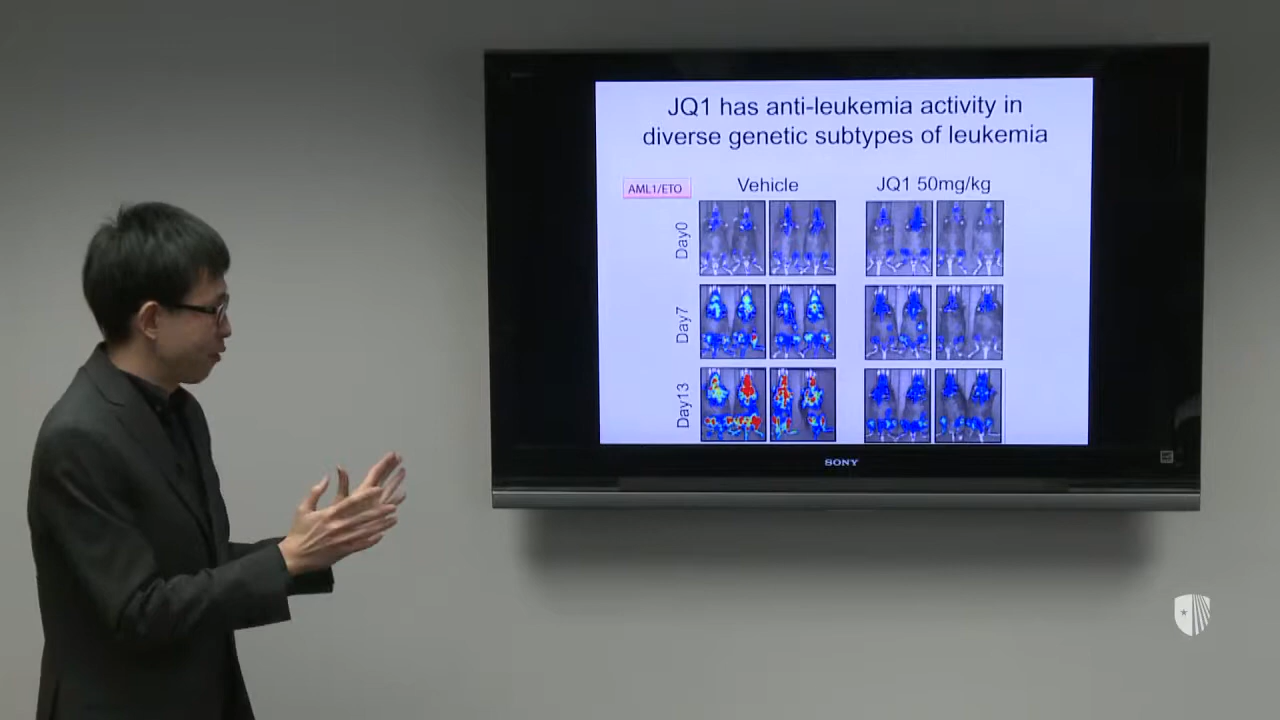 JQ1 has anti-leukemia activity in
diverse genetic subtypes of leukemia
AML1/ETO
Vehicle
JQ1 50mg/kg
Day0
Day7
Day13
SONY